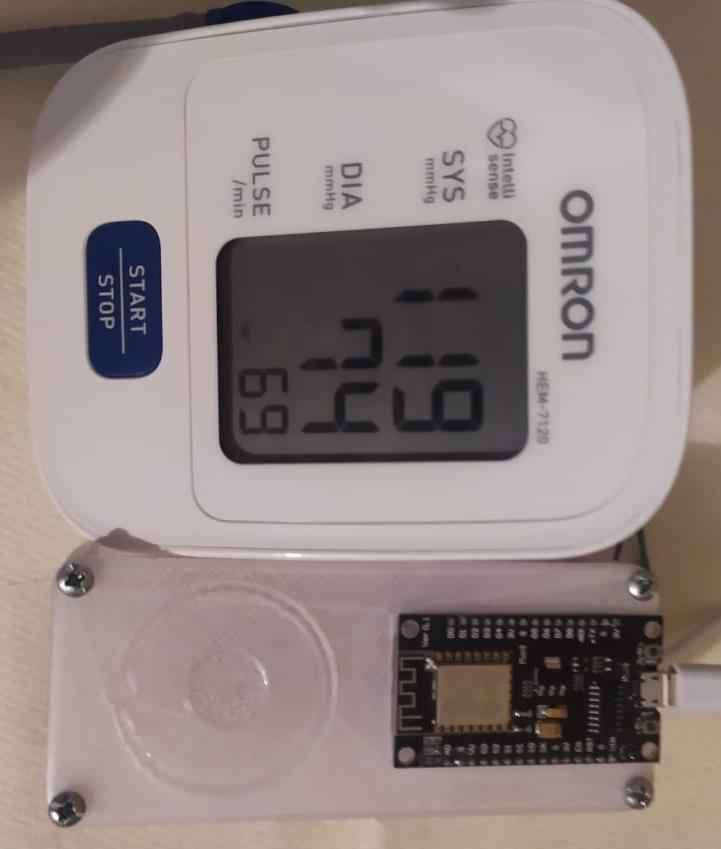 OMRON
HEM-7120
Intelli
sense
SYS
mmHg
119
DIA
mmHg
74
PULSE
/min
69
START
STOP